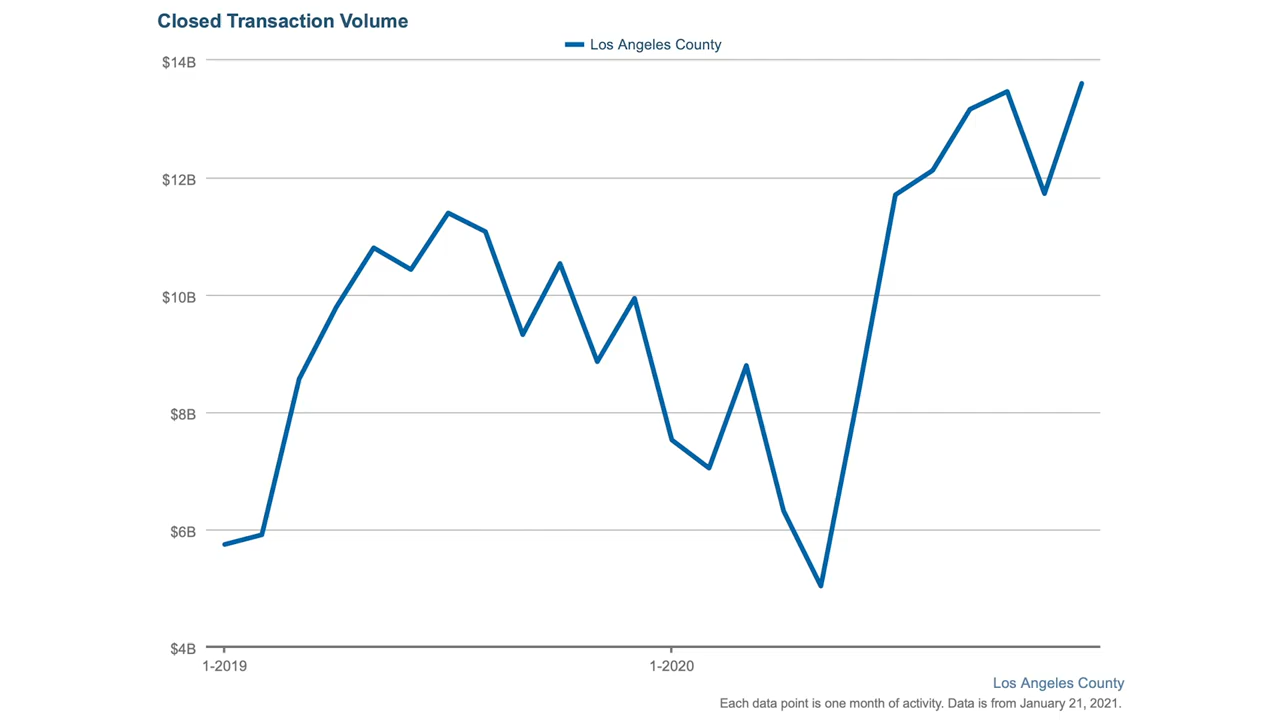 Closed Transaction Volume
Los Angeles County
$14B
$12B
$10B
$8B
$6B
$4B
1-2019
1-2020
Los Angeles County
Each data point is one month of activity. Data is from January 21, 2021.